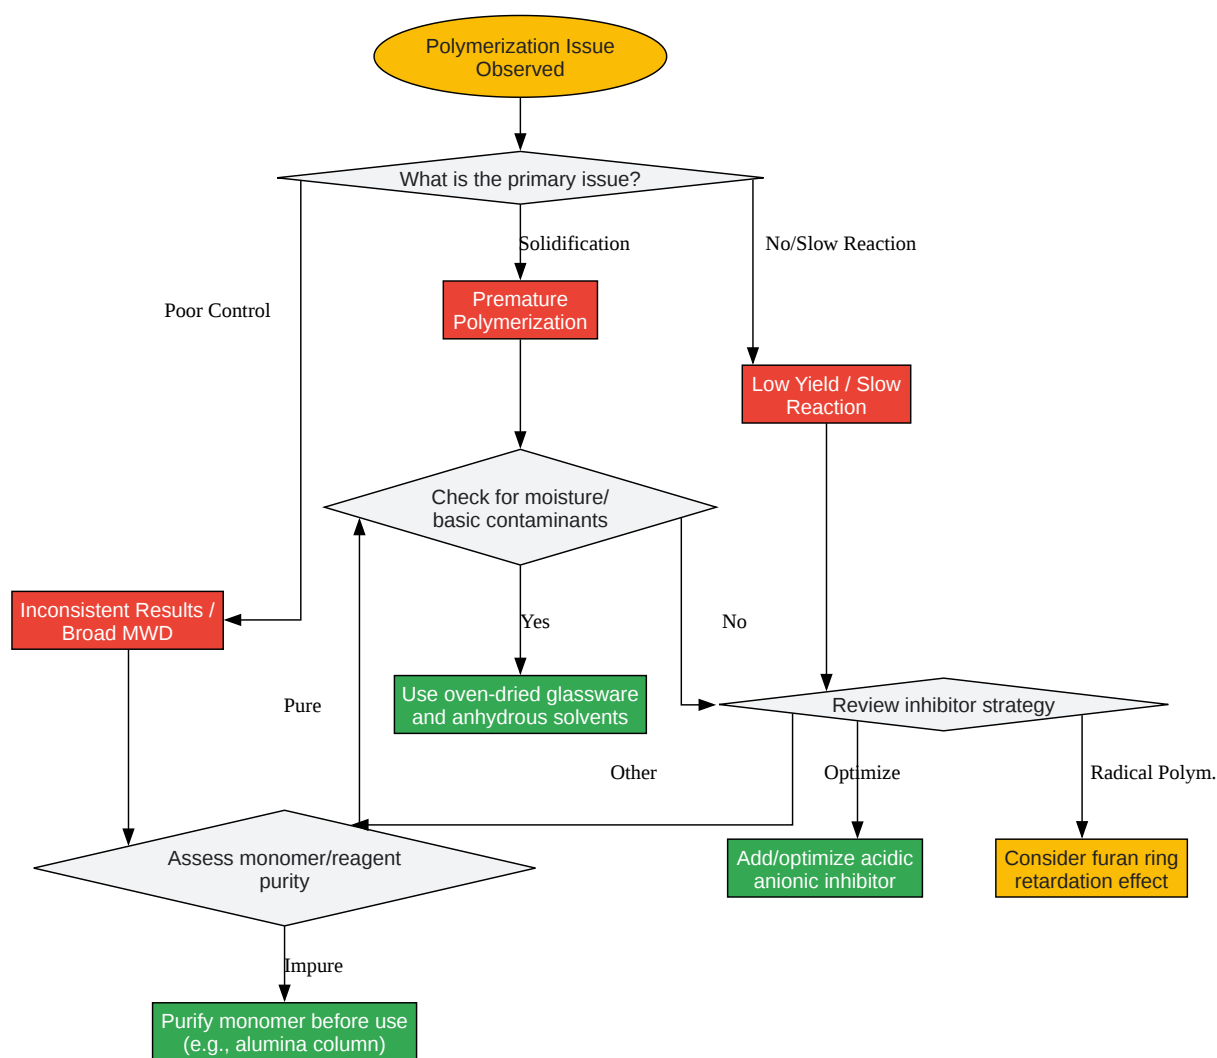 Polymerization Issue
Observed
What is the primary issue?
Solidification
No/Slow Reaction
Poor Control
Premature
Polymerization
Low Yield / Slow
Reaction
Check for moisture/
basic contaminants
Inconsistent Results /
Broad MWD
Yes
No
Pure
Use oven-dried glassware
and anhydrous solvents
Review inhibitor strategy
Other
Optimize
Radical Polym.
Assess monomer/reagent
purity
Add/optimize acidic
anionic inhibitor
Consider furan ring
retardation effect
Impure
Purify monomer before use
(e.g., alumina column)